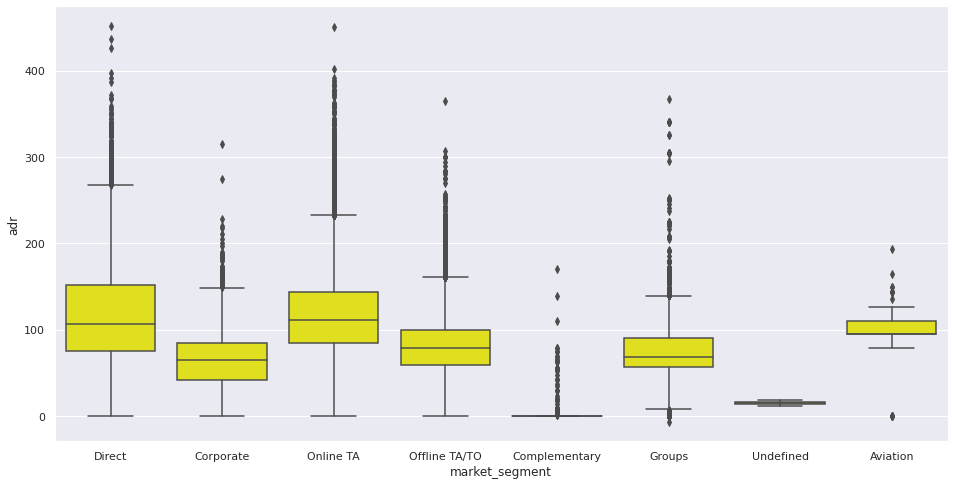 400
300
200
100
0
adr
Direct Corporate Online TA Offline TA/TO Complementary Groups Undefined Aviation
market_segment